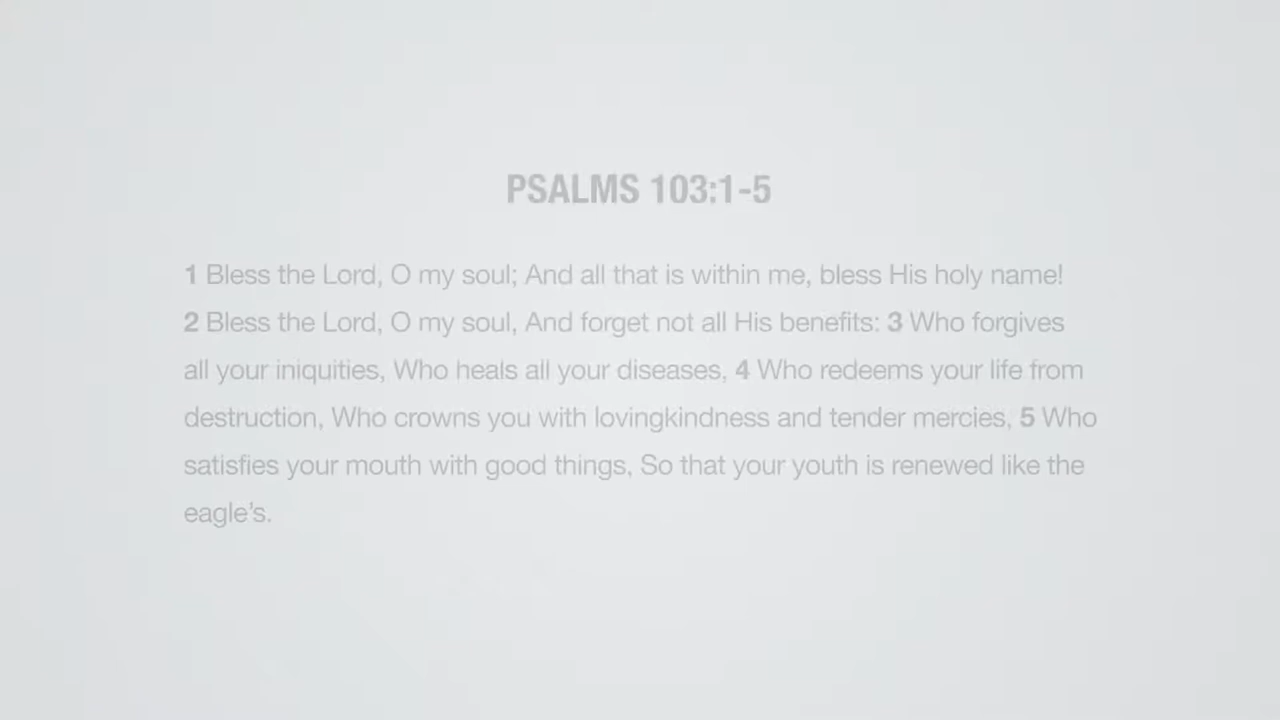 PSALMS 103:1-5
1 Bless the Lord, O my soul; And all that is within me, bless His holy name!
2 Bless the Lord, O my soul, And forget not all His benefits: 3 Who forgives
all your iniquities, Who heals all your diseases, 4 Who redeems your life from
destruction, Who crowns you with lovingkindness and tender mercies, 5 Who
satisfies your mouth with good things, So that your youth is renewed like the
eagle’s.